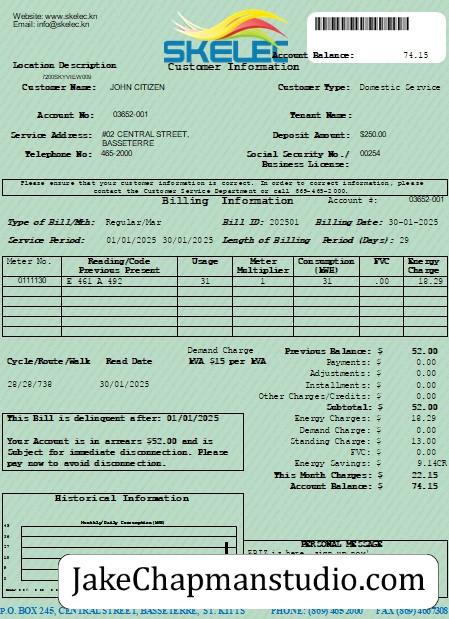 Website: www.skelec.kn
Email: info@skelec.kn
SKELEC
Account Balance: 74.15
Location Description
Customer Information
7200SKYVIEW009
Customer Name: JOHN CITIZEN
Customer Type: Domestic Service
Account No: 03652-001
Tenant Name:
Service Address: #02 CENTRAL STREET, BASSETERRE
Deposit Amount: $250.00
Telephone No: 465-2000
Social Security No./ Business License: 00254
Please ensure that your customer information is correct. In order to correct information, please
contact the Customer Service Department or call 869-465-2000.
Billing Information Account #: 03652-001
Type of Bill/Mth: Regular/Mar Bill ID: 202501 Billing Date: 30-01-2025
Service Period: 01/01/2025 30/01/2025 Length of Billing Period (Days): 29
Meter No. Reading/Code Previous Present Usage Meter Multiplier Consumption (kWH) FVC Energy Charge
0111130 E 461 A 492 31 1 31 .00 18.29
Demand Charge
kVA $15 per kVA
Cycle/Route/Walk Read Date
28/28/738 30/01/2025
Previous Balance: $ 52.00
Payments: $ 0.00
Adjustments: $ 0.00
Installments: $ 0.00
Other Charges/Credits: $ 0.00
Subtotal: $ 52.00
Energy Charges: $ 18.29
Demand Charge: $ 0.00
Standing Charge: $ 13.00
FVC: $ 0.00
Energy Savings: $ 9.14CR
This Month Charges: $ 22.15
Account Balance: $ 74.15
This Bill is delinquent after: 01/01/2025
Your Account is in arrears $52.00 and is
Subject for immediate disconnection. Please
pay now to avoid disconnection.
Historical Information
Monthly/Daily Consumption(kWH)
PERSONAL MESSAGE
JakeChapmanstudio.com
P.O. BOX 245, CENTRAL STREET, BASSETERRE, ST. KITTS PHONE: (869) 465 2000 FAX (869) 466 7308